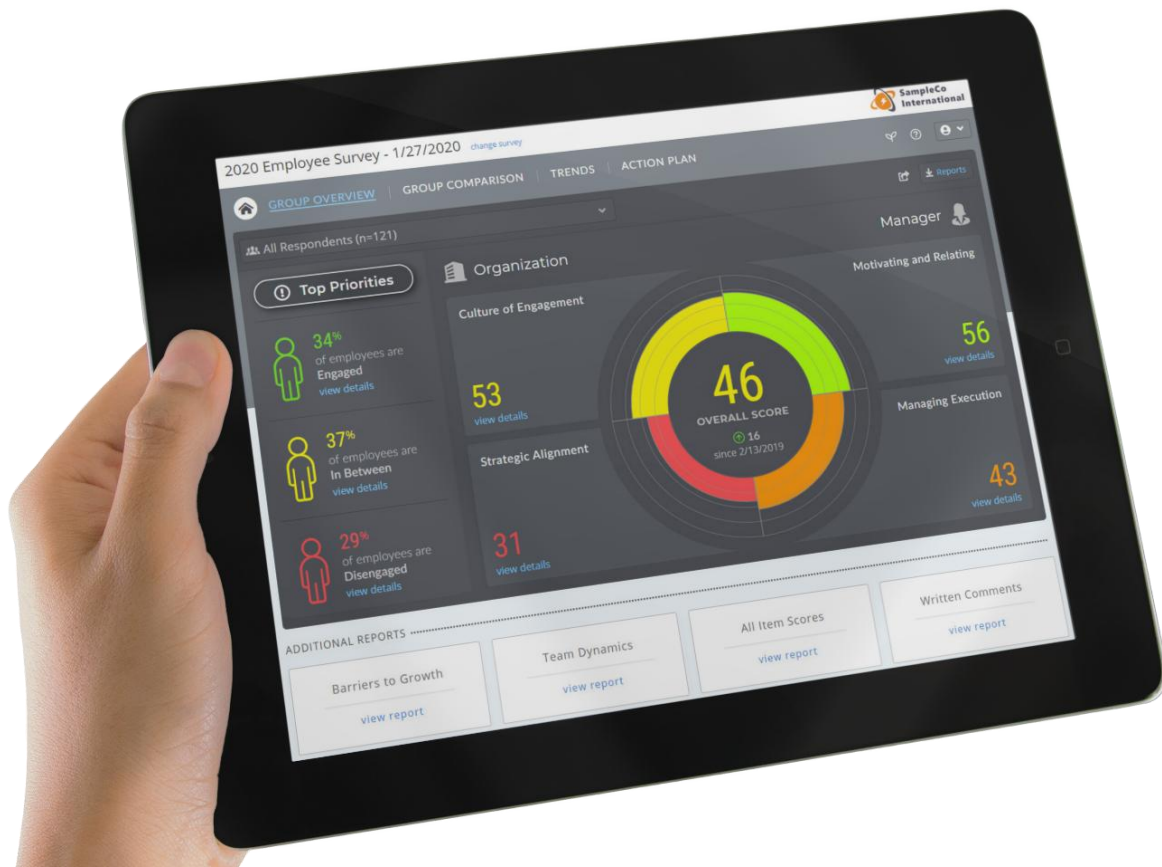 SampleCo
International
2020 Employee Survey - 1/27/2020 change survey
GROUP OVERVIEW GROUP COMPARISON TRENDS ACTION PLAN
Reports
All Respondents (n=121)
Top Priorities
34%
of employees are
Engaged
view details
37%
of employees are
In Between
view details
29%
of employees are
Disengaged
view details
Organization
Manager
Culture of Engagement
53
view details
Motivating and Relating
56
view details
46
OVERALL SCORE
16
since 2/13/2019
Strategic Alignment
31
view details
Managing Execution
43
view details
ADDITIONAL REPORTS
Barriers to Growth
view report
Team Dynamics
view report
All Item Scores
view report
Written Comments
view report